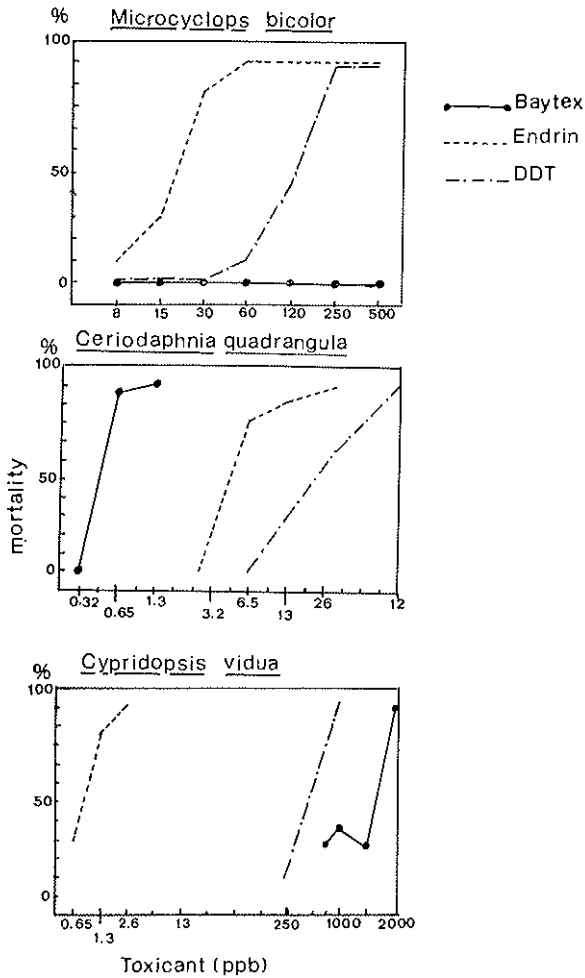 % Microcyclops bicolor
100
50
0
8 15 30 60 120 250 500
Baytex
Endrin
DDT
% Ceriodaphnia quadrangula
100
50
0
mortality
0.32 1.3 6.5 26 12
0.65 3.2 13
% Cypridopsis vidua
100
50
0
0.65 2.6 13 250 1000 2000
1.3
Toxicant (ppb)